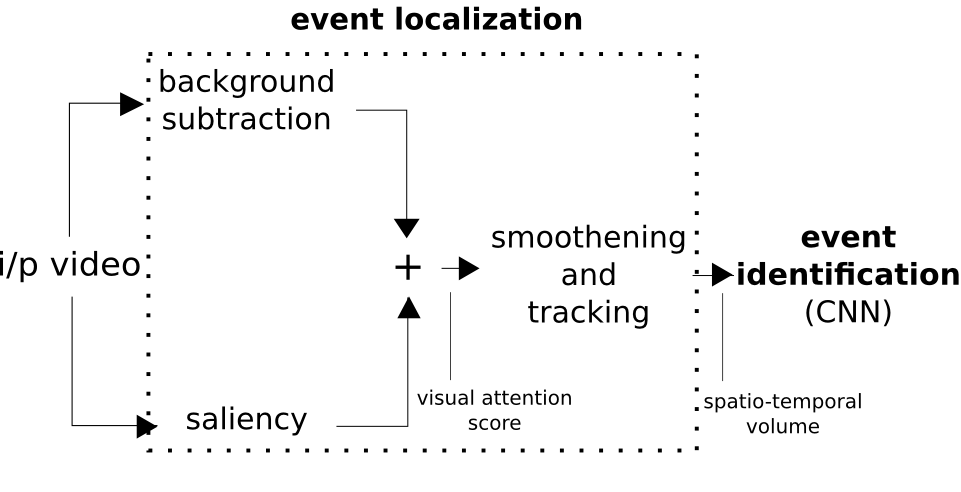 event localization
background
subtraction
i/p video
+
smoothening
and
tracking
event
identification
(CNN)
saliency
visual attention
score
spatio-temporal
volume